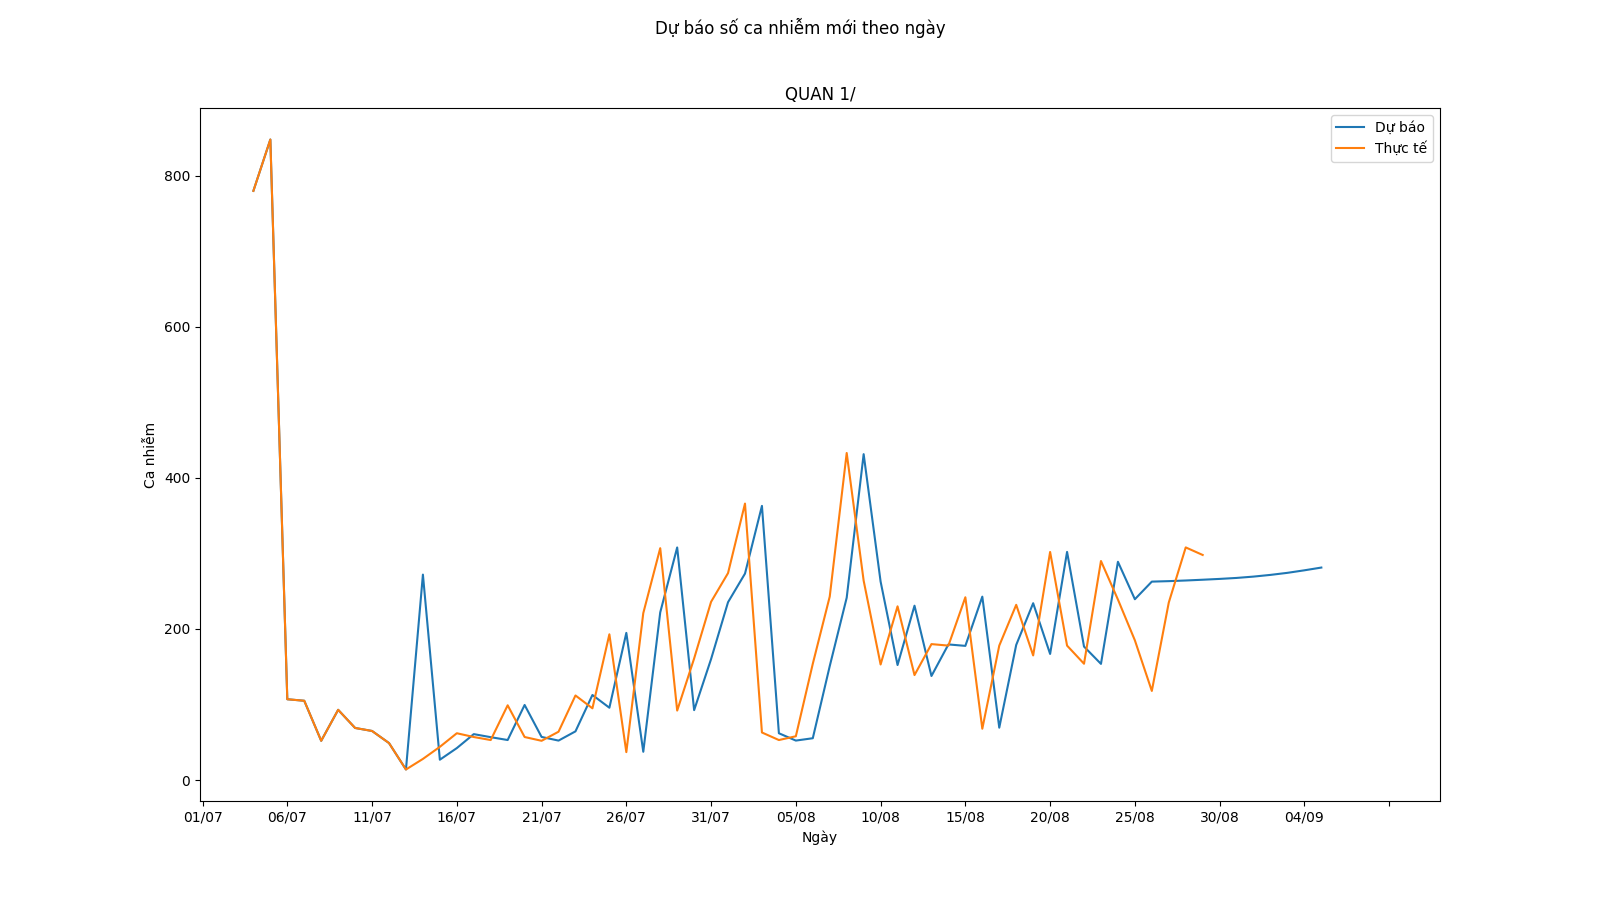 Dự báo số ca nhiễm mới theo ngày
QUAN 1/
Dự báo
Thực tế
800
600
400
200
0
Ca nhiễm
01/07 06/07 11/07 16/07 21/07 26/07 31/07 05/08 10/08 15/08 20/08 25/08 30/08 04/09
Ngày